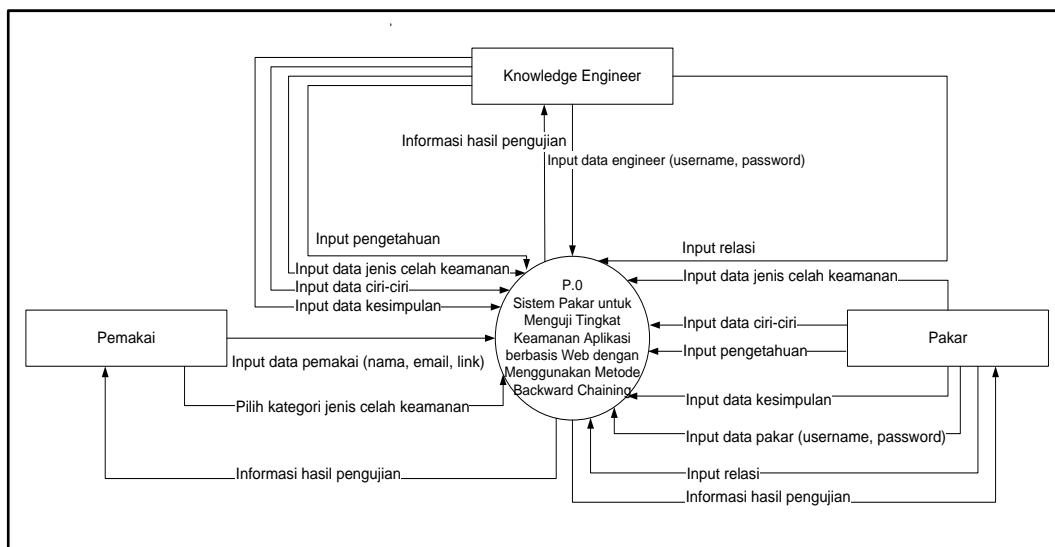 Knowledge Engineer
Informasi hasil pengujian
Input data engineer (username, password)
Input pengetahuan
Input data jenis celah keamanan
Input data ciri-ciri
Input data kesimpulan
Input relasi
Input data jenis celah keamanan
Input data ciri-ciri
Input pengetahuan
Input data kesimpulan
Input data pakar (username, password)
Input relasi
Informasi hasil pengujian
P.0
Sistem Pakar untuk
Menguji Tingkat
Keamanan Aplikasi
berbasis Web dengan
Menggunakan Metode
Backward Chaining
Pemakai
Input data pemakai (nama, email, link)
Pilih kategori jenis celah keamanan
Informasi hasil pengujian
Pakar